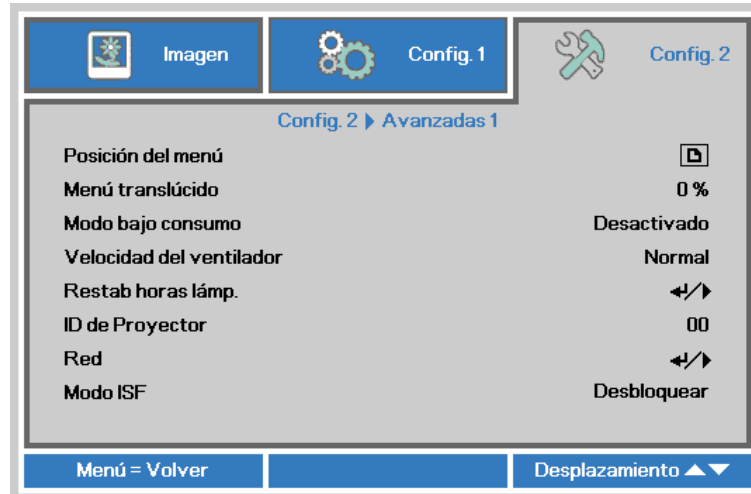 Imagen
Config. 1
Config. 2
Config. 2 Avanzadas 1
Posición del menú
Menú translúcido 0 %
Modo bajo consumo Desactivado
Velocidad del ventilador Normal
Restab horas lámp.
ID de Proyector 00
Red
Modo ISF Desbloquear
Menú = Volver
Desplazamiento